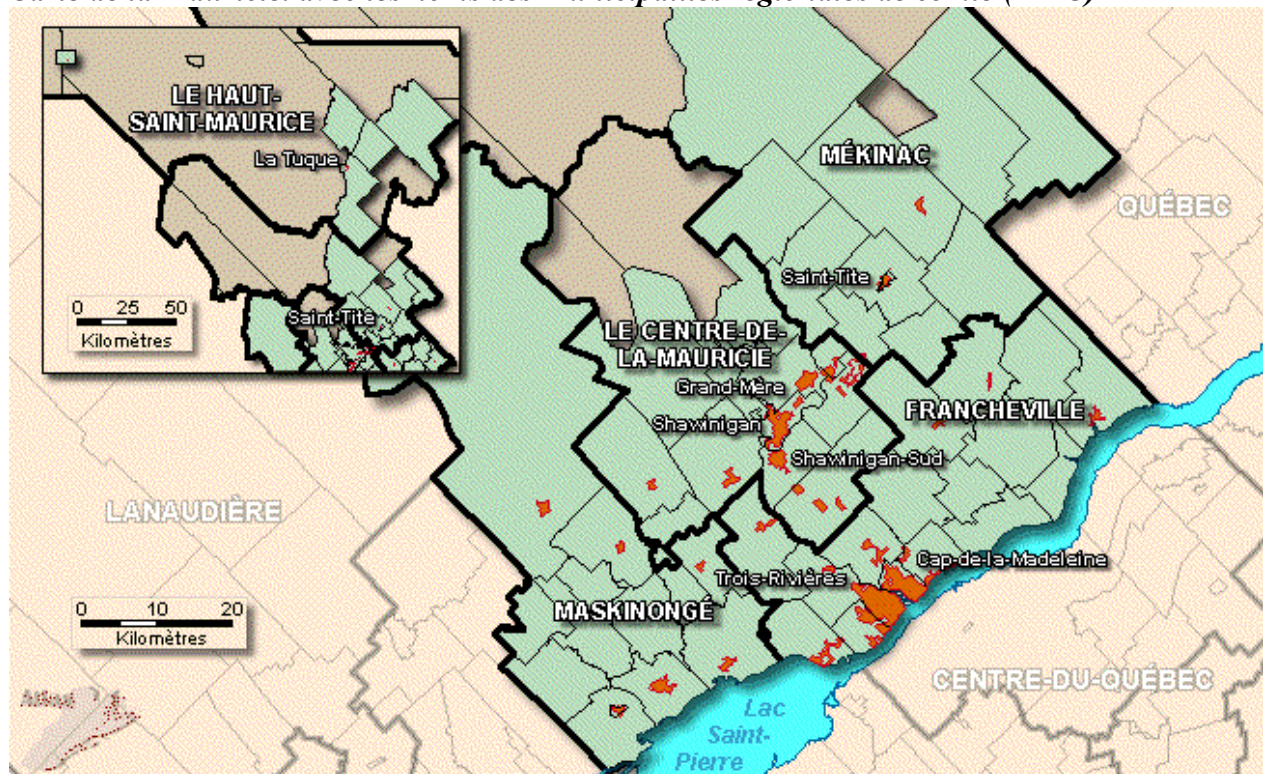 LE HAUT-
SAINT-MAURICE
La Tuque
0 25 50
Kilomètres
Saint-Tite
MÉKINAC
QUÉBEC
Saint-Tite
LE CENTRE-DE-
LA-MAURICIE
Grand-Mère
Shawinigan
FRANCHEVILLE
Shawinigan-Sud
LANAUDIÈRE
Cap-de-la-Madeleine
Trois-Rivières
0 10 20
Kilomètres
MASKINONGÉ
CENTRE-DU-QUÉBEC
Lac
Saint-
Pierre